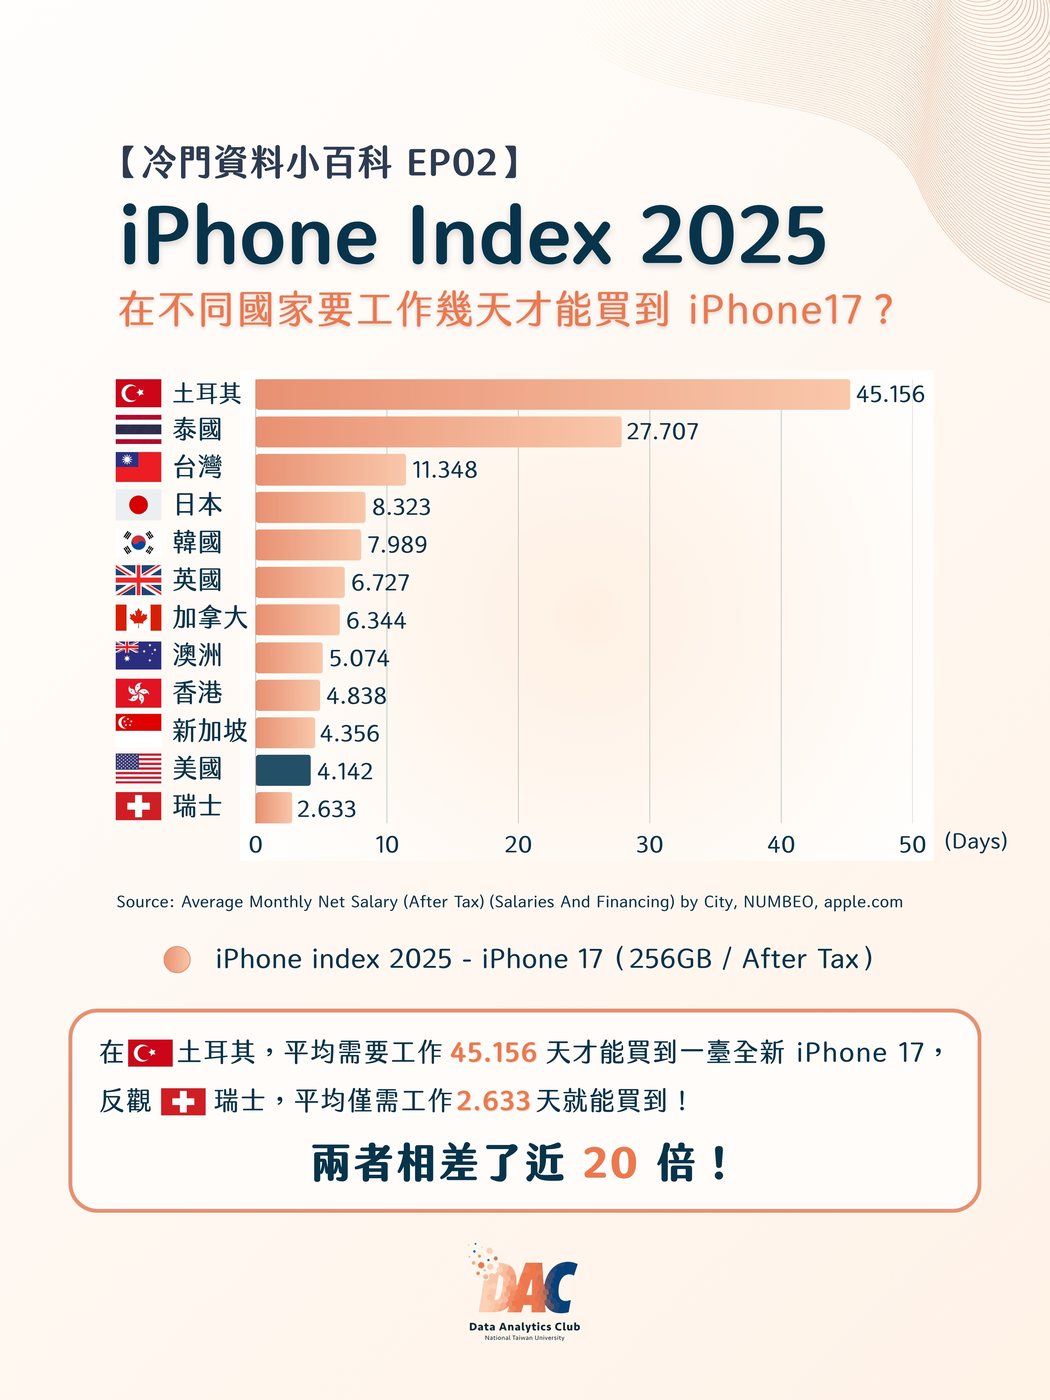 【冷門資料小百科 EP02】
iPhone Index 2025
在不同國家要工作幾天才能買到 iPhone17？
土耳其 45.156
泰國 27.707
台灣 11.348
日本 8.323
韓國 7.989
英國 6.727
加拿大 6.344
澳洲 5.074
香港 4.838
新加坡 4.356
美國 4.142
瑞士 2.633
0 10 20 30 40 50 (Days)
Source: Average Monthly Net Salary (After Tax) (Salaries And Financing) by City, NUMBEO, apple.com
iPhone index 2025 - iPhone 17 (256GB / After Tax)
在 土耳其，平均需要工作 45.156 天才能買到一臺全新 iPhone 17，
反觀 瑞士，平均僅需工作 2.633 天就能買到！
兩者相差了近 20 倍！
DAC
Data Analytics Club
National Taiwan University